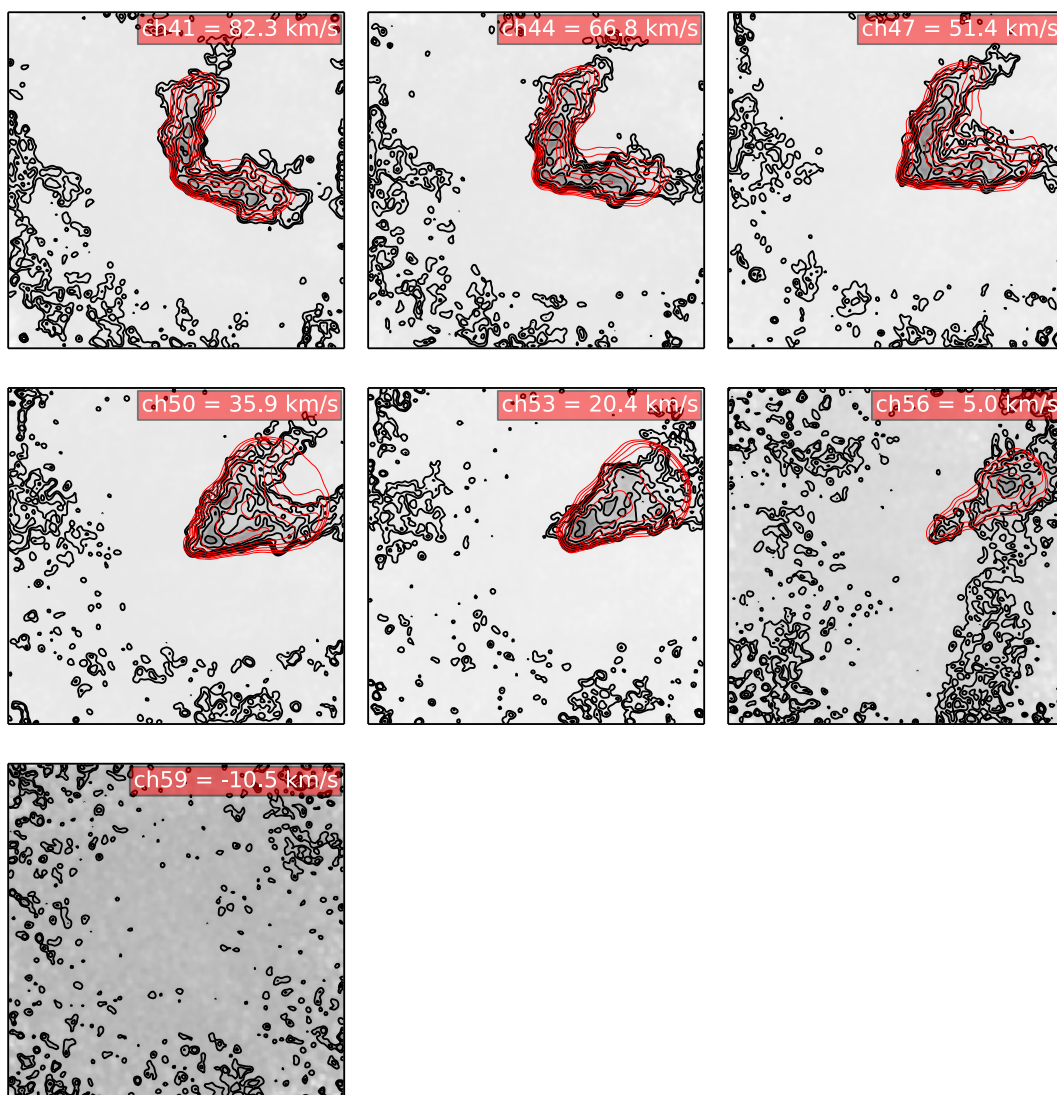 ch41 = 82.3 km/s
ch44 = 66.8 km/s
ch47 = 51.4 km/s
ch50 = 35.9 km/s
ch53 = 20.4 km/s
ch56 = 5.0 km/s
ch59 = -10.5 km/s